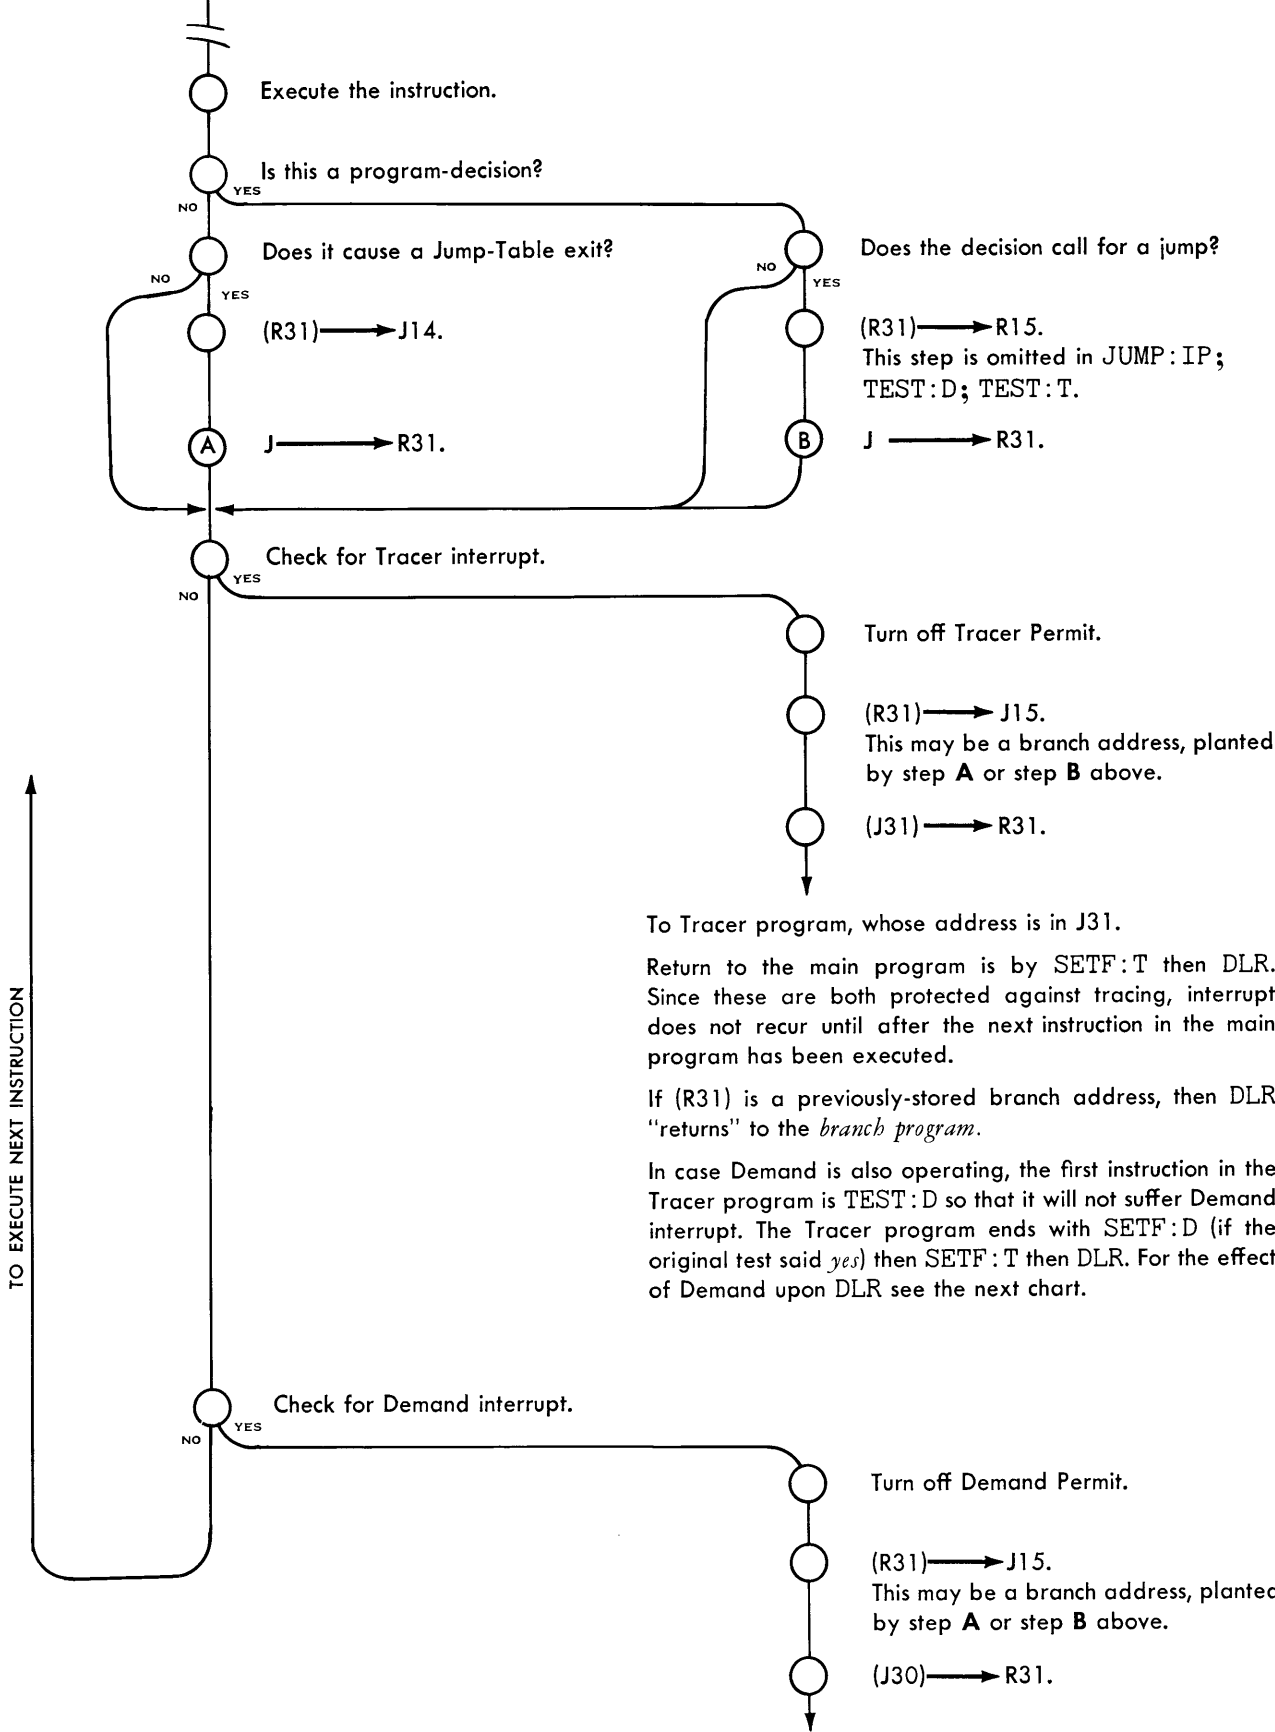 Execute the instruction.
Is this a program-decision?
YES
NO
Does it cause a Jump-Table exit?
NO
YES
(R31)→J14.
A
J→R31.
Does the decision call for a jump?
NO
YES
(R31)→R15.
This step is omitted in JUMP:IP;
TEST:D; TEST:T.
B
J→R31.
Check for Tracer interrupt.
YES
NO
Turn off Tracer Permit.
(R31)→J15.
This may be a branch address, planted
by step A or step B above.
(J31)→R31.
To Tracer program, whose address is in J31.
Return to the main program is by SETF:T then DLR.
Since these are both protected against tracing, interrupt
does not recur until after the next instruction in the main
program has been executed.
If (R31) is a previously-stored branch address, then DLR
"returns" to the branch program.
In case Demand is also operating, the first instruction in the
Tracer program is TEST:D so that it will not suffer Demand
interrupt. The Tracer program ends with SETF:D (if the
original test said yes) then SETF:T then DLR. For the effect
of Demand upon DLR see the next chart.
TO EXECUTE NEXT INSTRUCTION
Check for Demand interrupt.
YES
NO
Turn off Demand Permit.
(R31)→J15.
This may be a branch address, planted
by step A or step B above.
(J30)→R31.